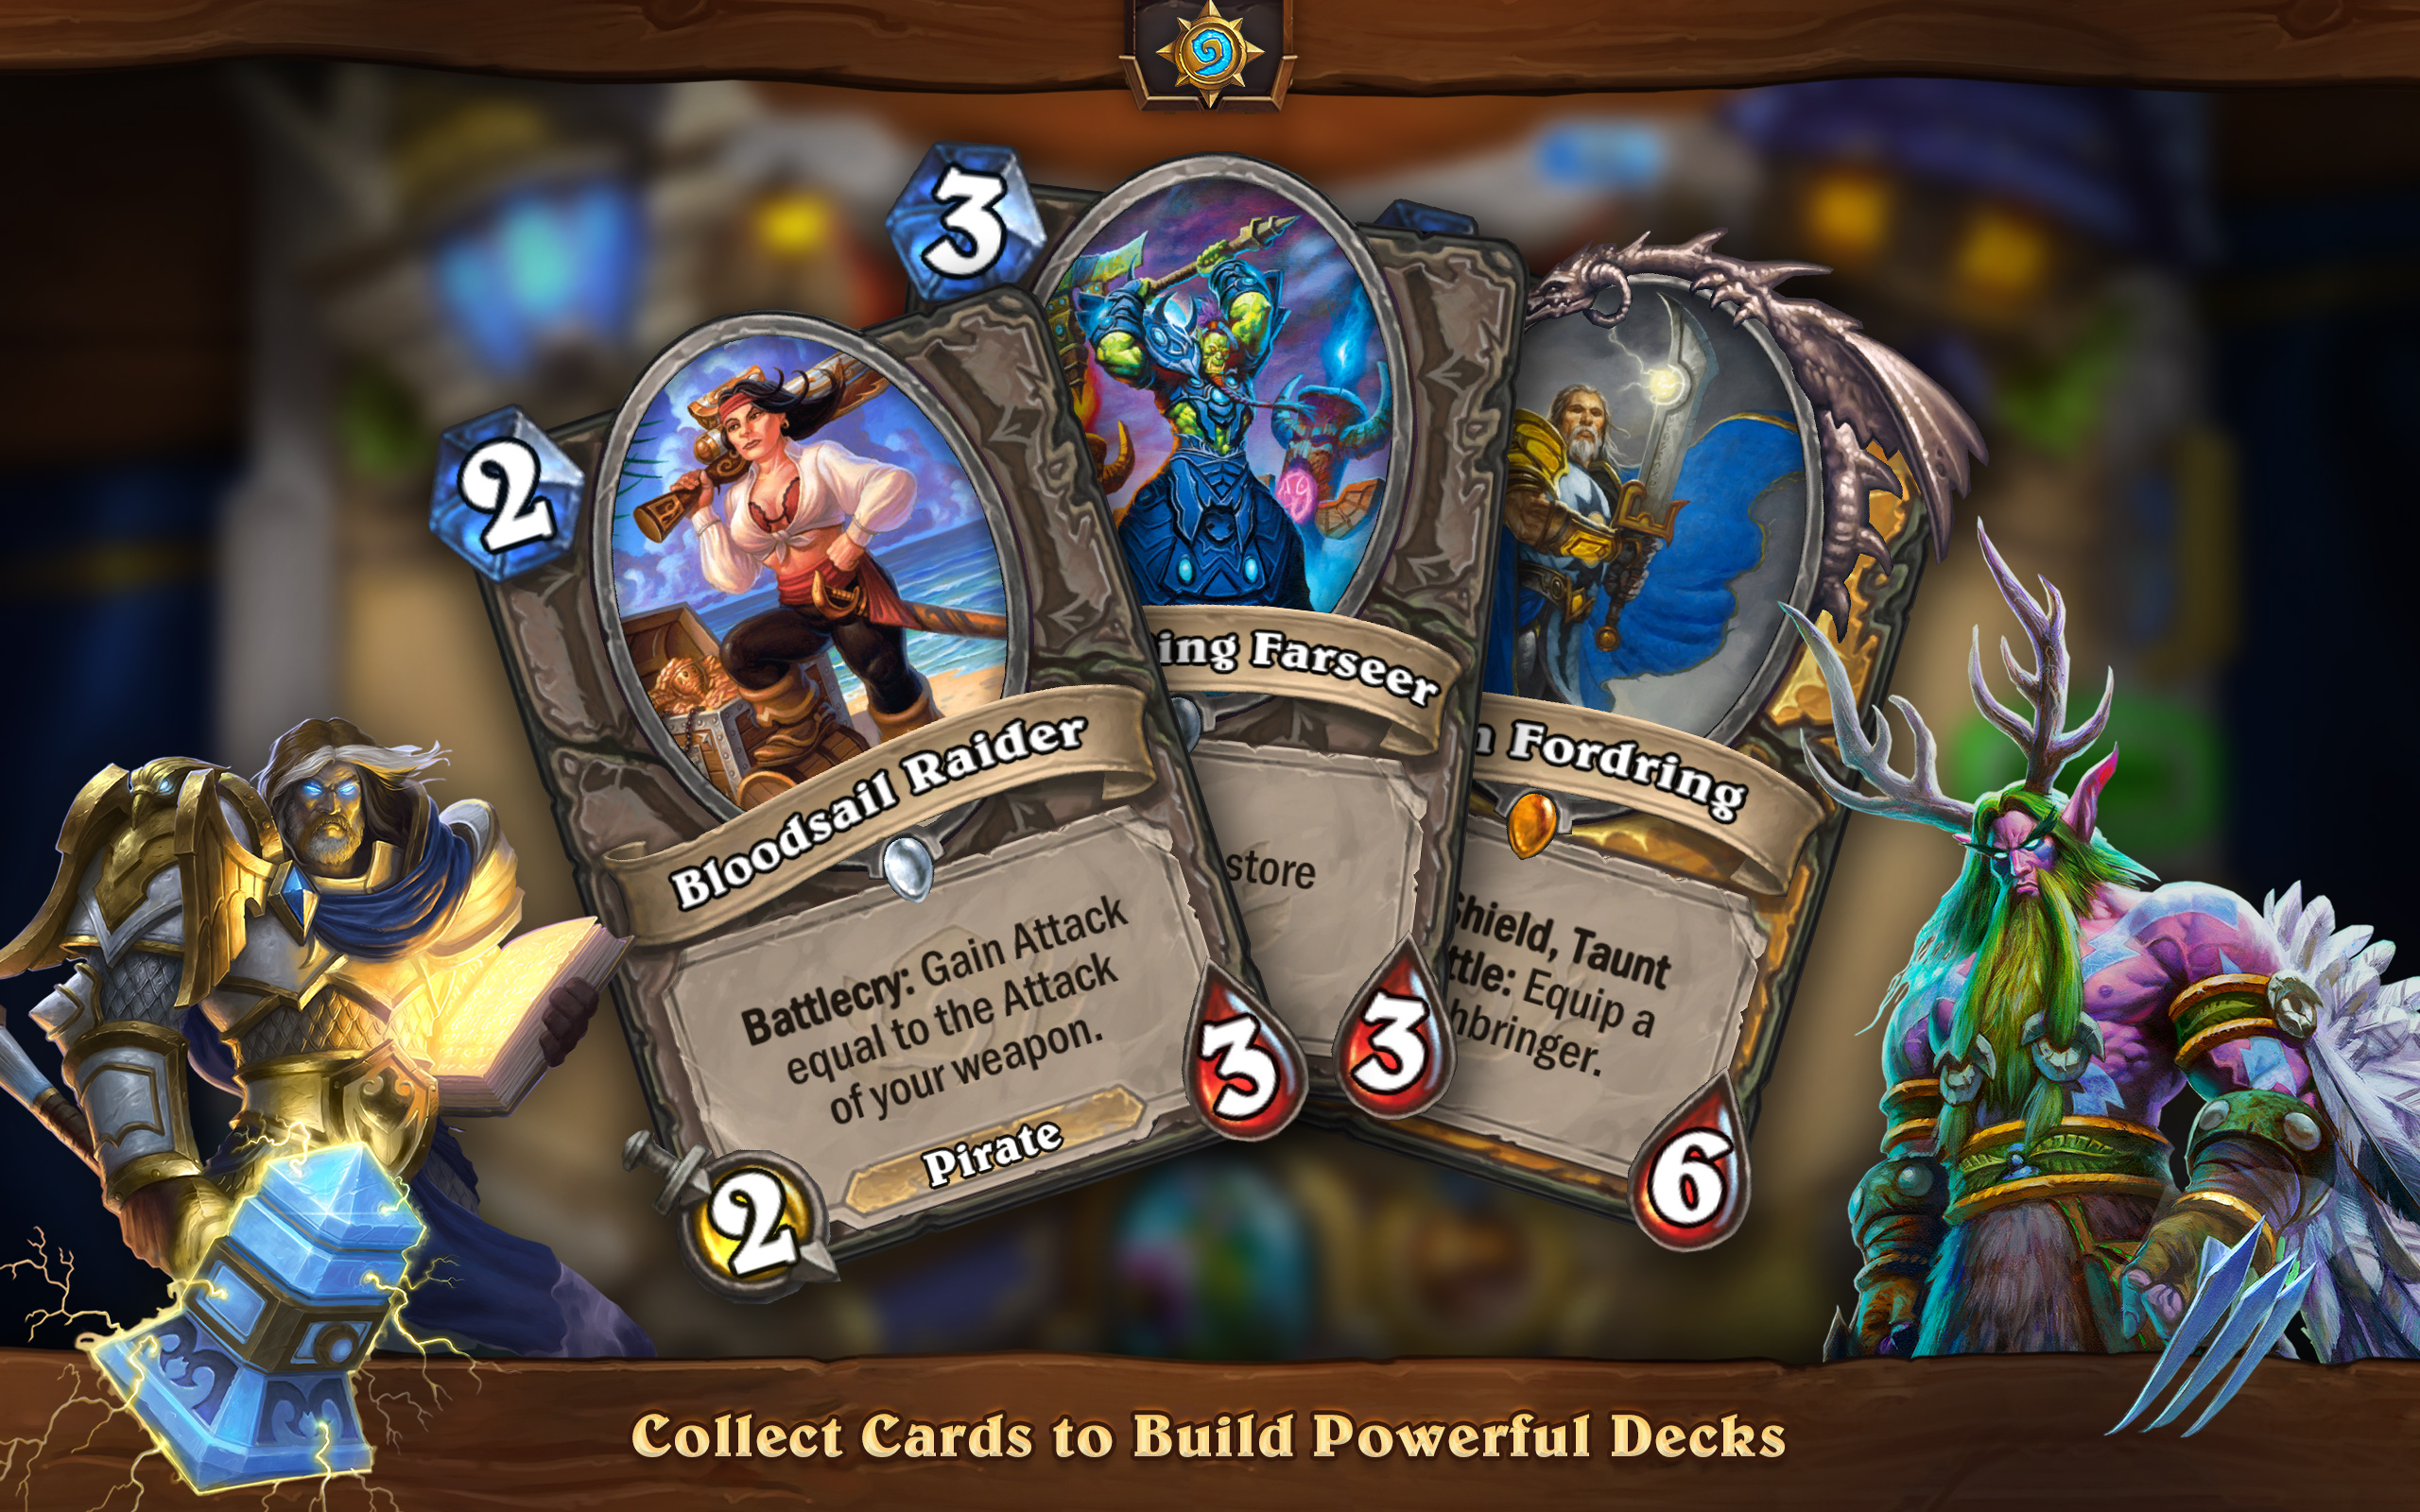 2
Bloodsail Raider
Battlecry: Gain Attack
equal to the Attack
of your weapon.
Pirate
2
3
3
ing Farseer
store
3
n Fordring
Shield, Taunt
ttle: Equip a
hbringer.
6
Collect Cards to Build Powerful Decks